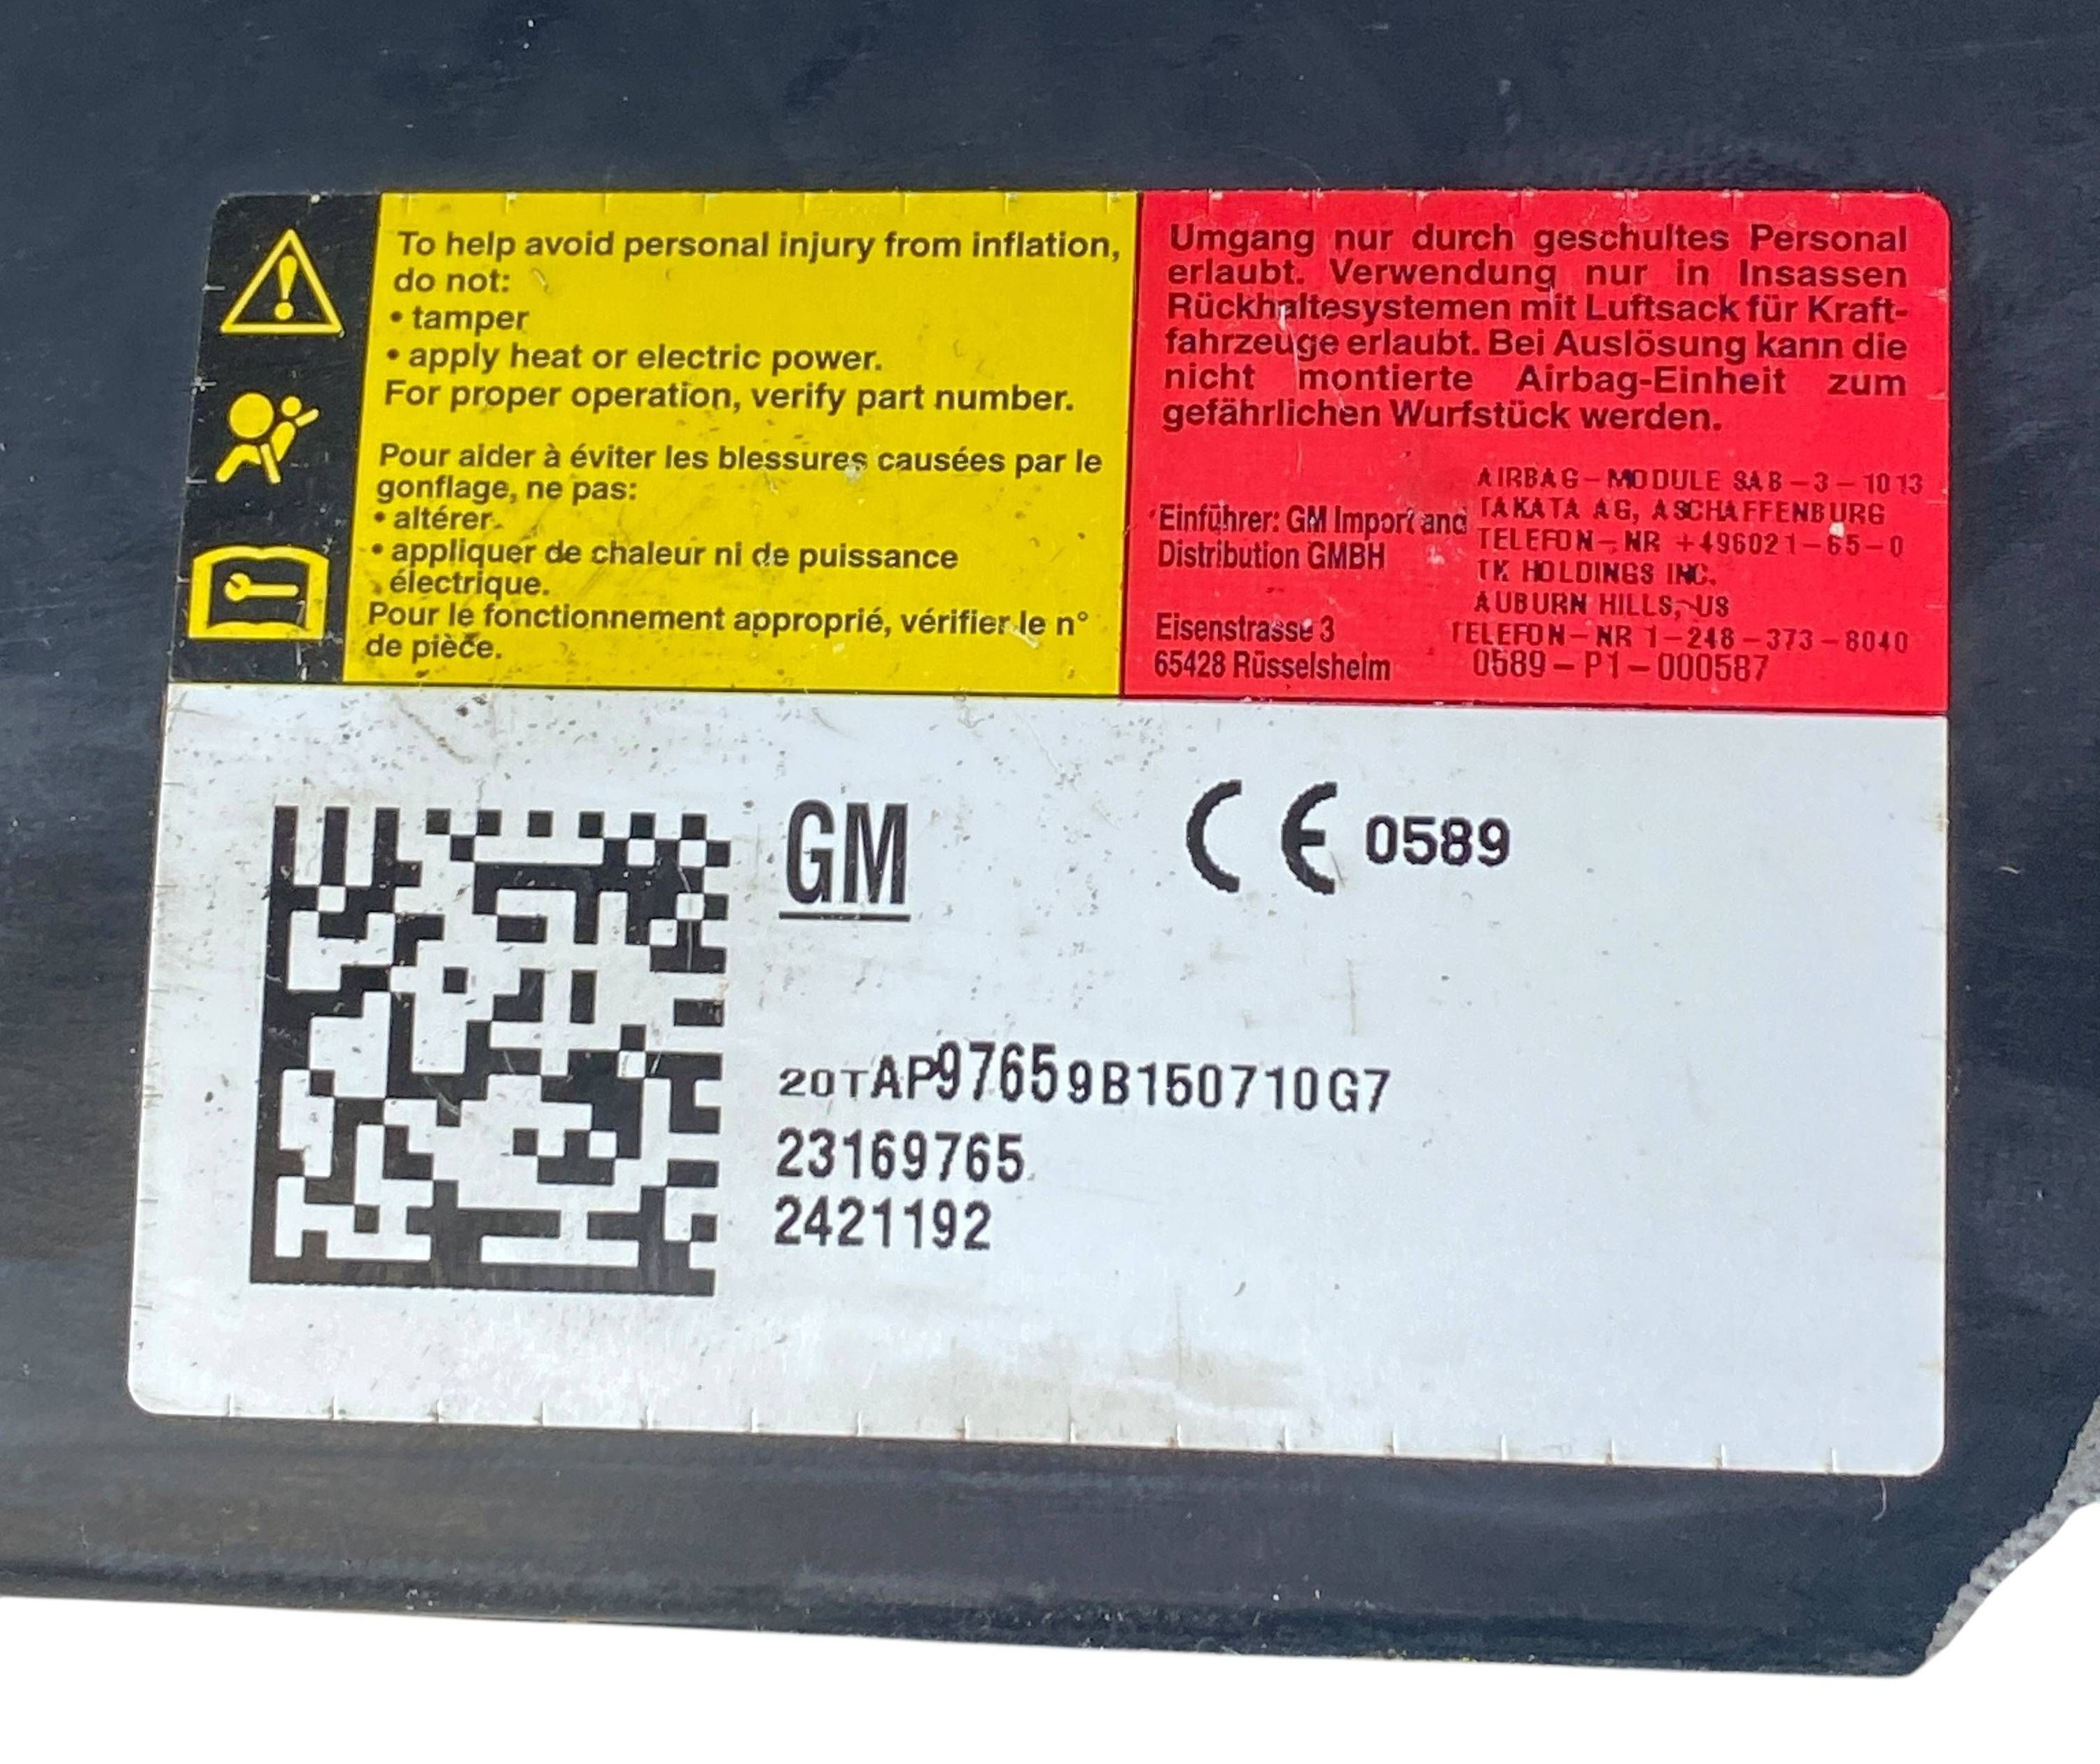 To help avoid personal injury from inflation,
do not:
• tamper
• apply heat or electric power.
For proper operation, verify part number.
Pour aider à éviter les blessures causées par le
gonflage, ne pas:
• altérer.
• appliquer de chaleur ni de puissance
électrique.
Pour le fonctionnement approprié, vérifier le n°
de pièce.
Umgang nur durch geschultes Personal
erlaubt. Verwendung nur in Insassen
Rückhaltesystemen mit Luftsack für Kraft-
fahrzeuge erlaubt. Bei Auslösung kann die
nicht montierte Airbag-Einheit zum
gefährlichen Wurfstück werden.
Einführer: GM Import and
Distribution GMBH
Eisenstrasse 3
65428 Rüsselsheim
AIRBAG-MODULE SAB-3-1013
TAKATA AG, ASCHAFFENBURG
TELEFON-NR +496021-65-0
TK HOLDINGS INC.
AUBURN HILLS, US
TELEFON-NR 1-248-373-8040
0589-P1-000587
GM
CE 0589
20TAP97659B150710G7
23169765
2421192